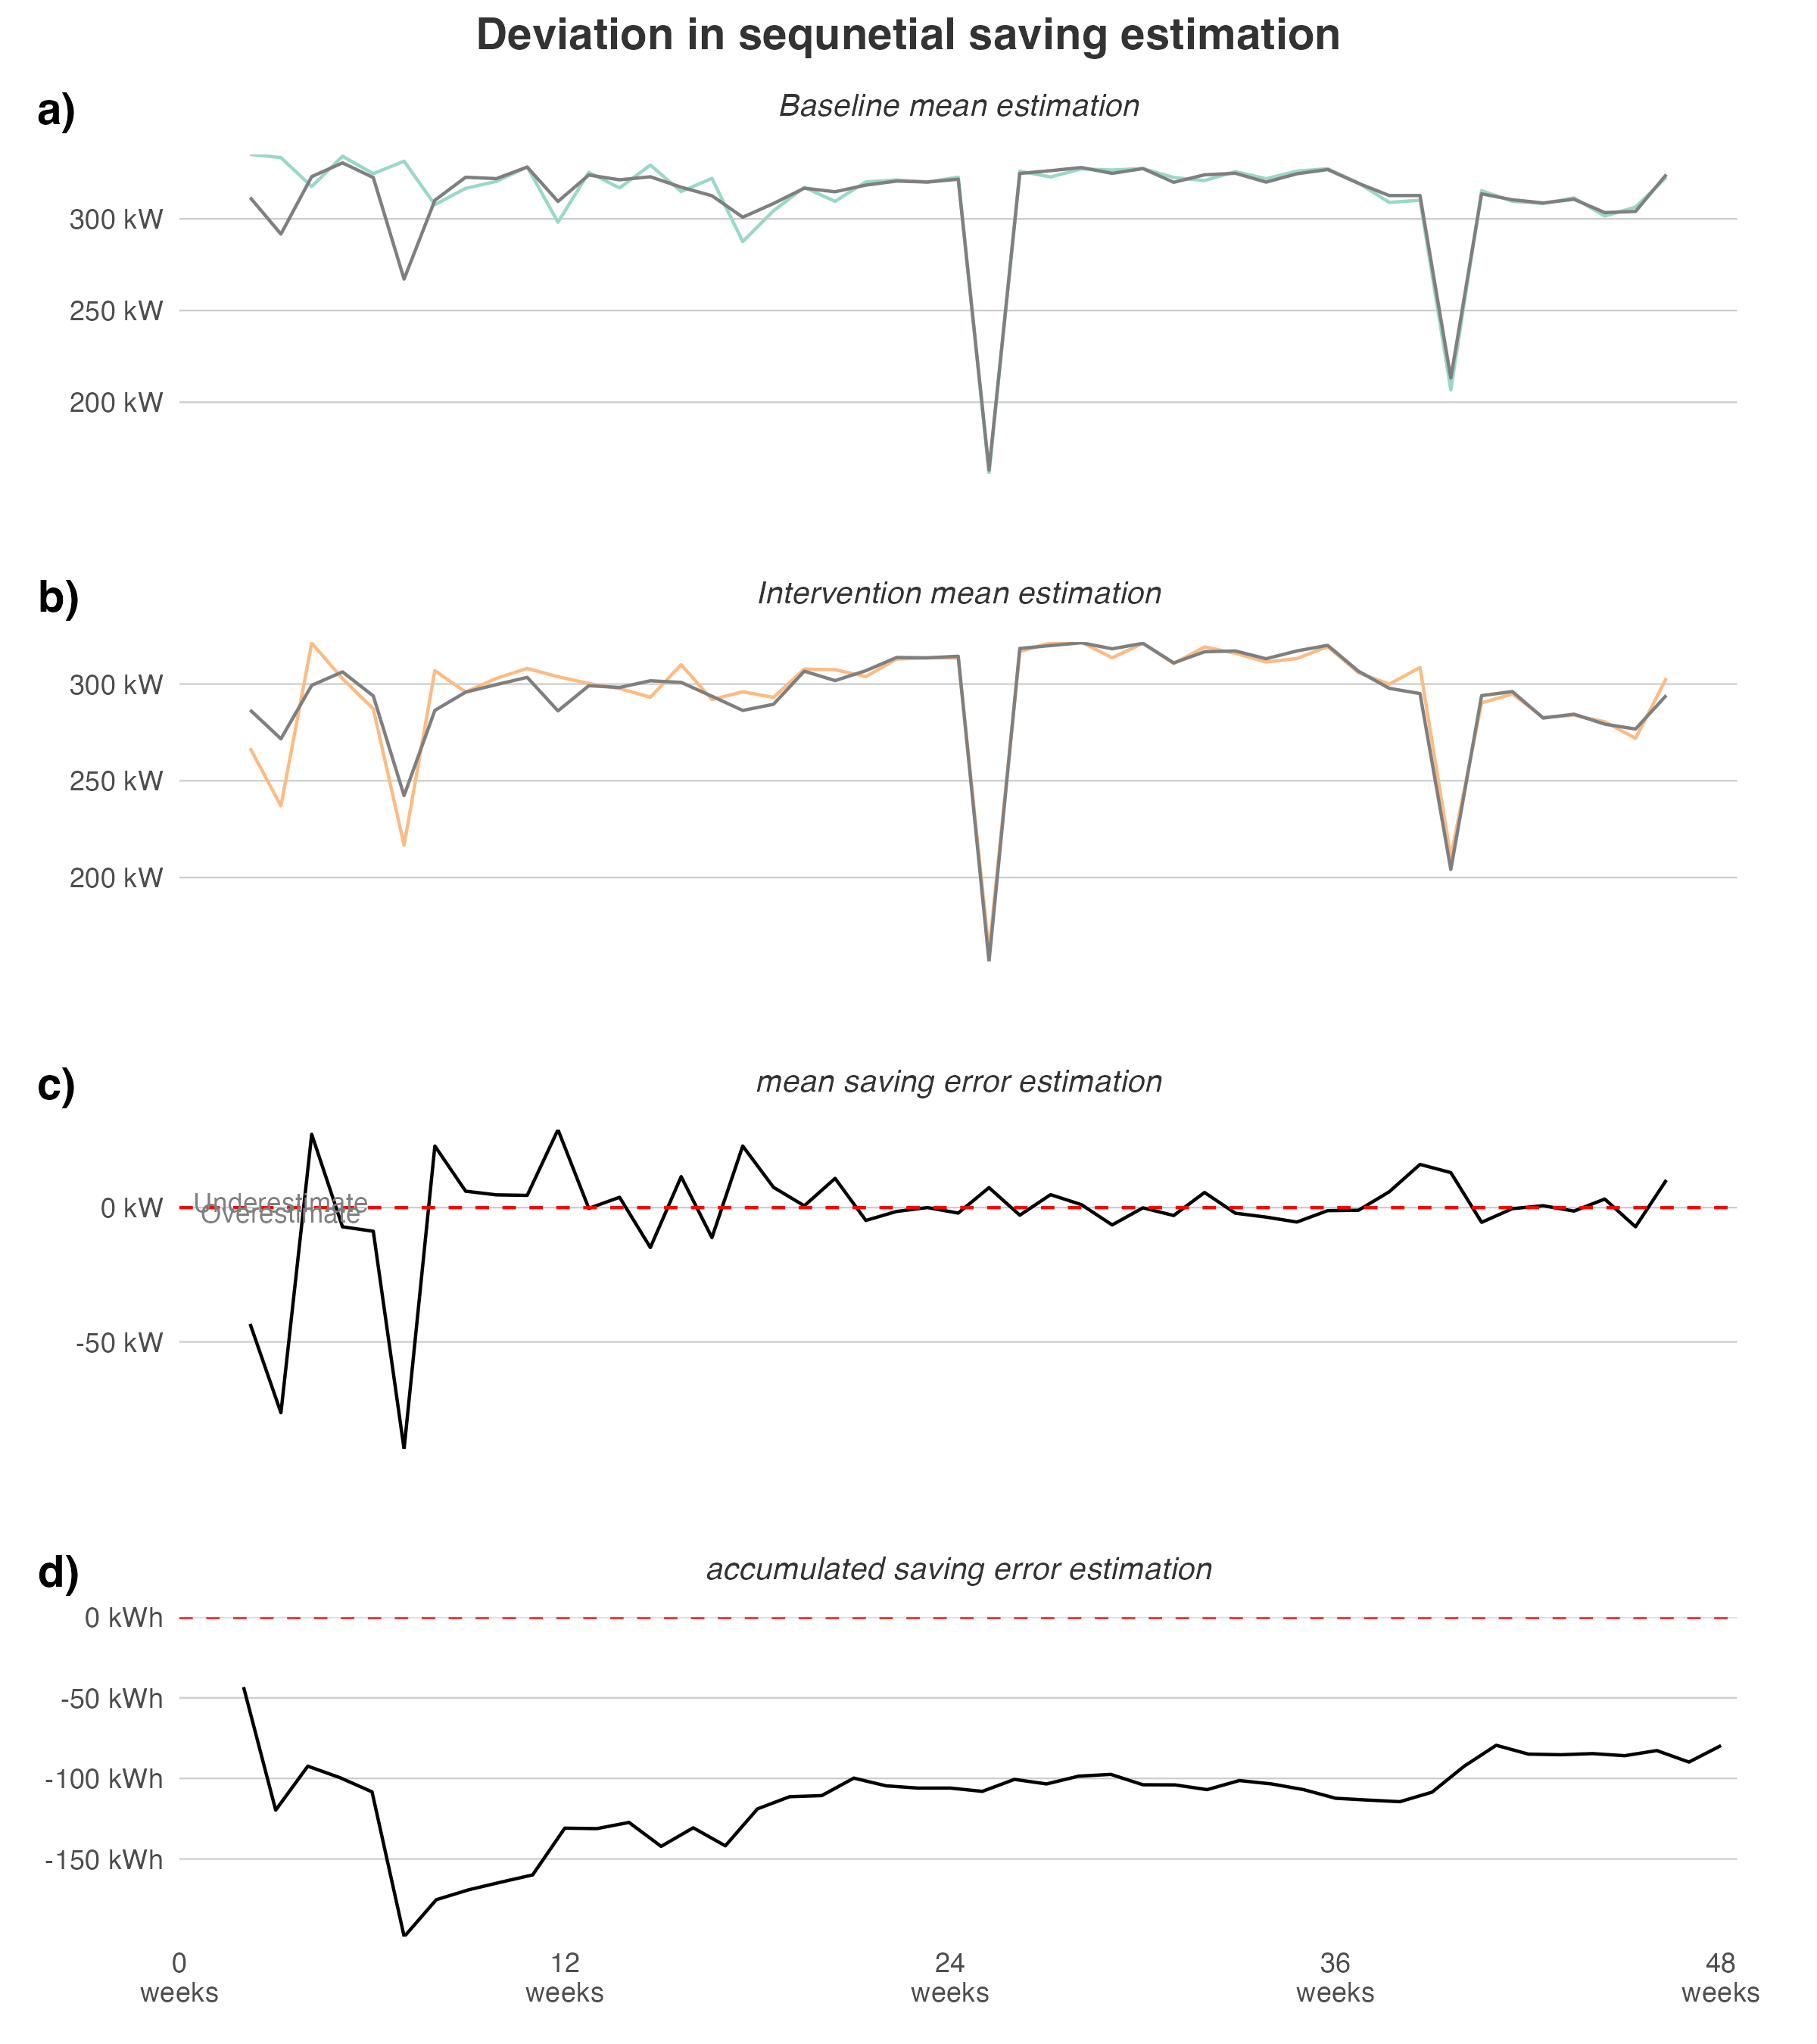 Deviation in sequnetial saving estimation
a)
Baseline mean estimation
300 kW
250 kW
200 kW
b)
Intervention mean estimation
300 kW
250 kW
200 kW
c)
mean saving error estimation
Underestimate
0 kW
Overestimate
-50 kW
d)
accumulated saving error estimation
0 kWh
-50 kWh
-100 kWh
-150 kWh
0 12 24 36 48
weeks weeks weeks weeks weeks